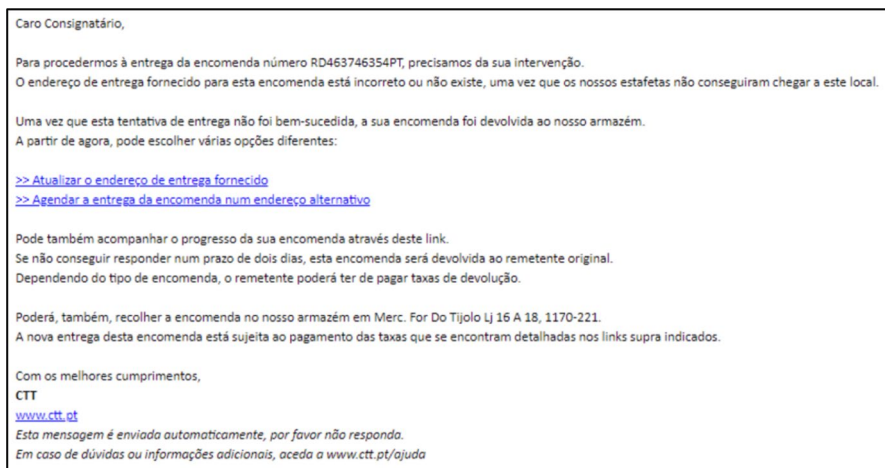 Caro Consignatário,
Para procedermos à entrega da encomenda número RD463746354PT, precisamos da sua intervenção.
O endereço de entrega fornecido para esta encomenda está incorreto ou não existe, uma vez que os nossos estafetas não conseguiram chegar a este local.
Uma vez que esta tentativa de entrega não foi bem-sucedida, a sua encomenda foi devolvida ao nosso armazém.
A partir de agora, pode escolher várias opções diferentes:
>> Atualizar o endereço de entrega fornecido
>> Agendar a entrega da encomenda num endereço alternativo
Pode também acompanhar o progresso da sua encomenda através deste link.
Se não conseguir responder num prazo de dois dias, esta encomenda será devolvida ao remetente original.
Dependendo do tipo de encomenda, o remetente poderá ter de pagar taxas de devolução.
Poderá, também, recolher a encomenda no nosso armazém em Merc. For Do Tijolo Lj 16 A 18, 1170-221.
A nova entrega desta encomenda está sujeita ao pagamento das taxas que se encontram detalhadas nos links supra indicados.
Com os melhores cumprimentos,
CTT
www.ctt.pt
Esta mensagem é enviada automaticamente, por favor não responda.
Em caso de dúvidas ou informações adicionais, aceda a www.ctt.pt/ajuda